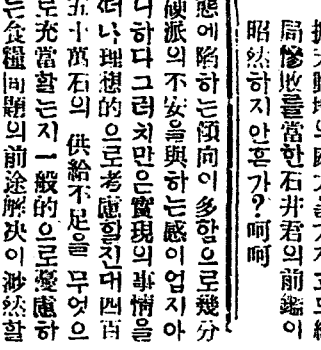 局慘敗를當한石井君의前鑑이
昭然하지안흔가?呵呵
態에陷하는傾向이多함으로幾分
硬派의不安을與하는感이업지아
니하다그러치만은實現의事情을
떠나理想的으로考慮할진대四百
五十萬石의 供給不足을 무엇으
로充當할는지一般的으로憂慮하
는食糧問題의前途解决이渺然할